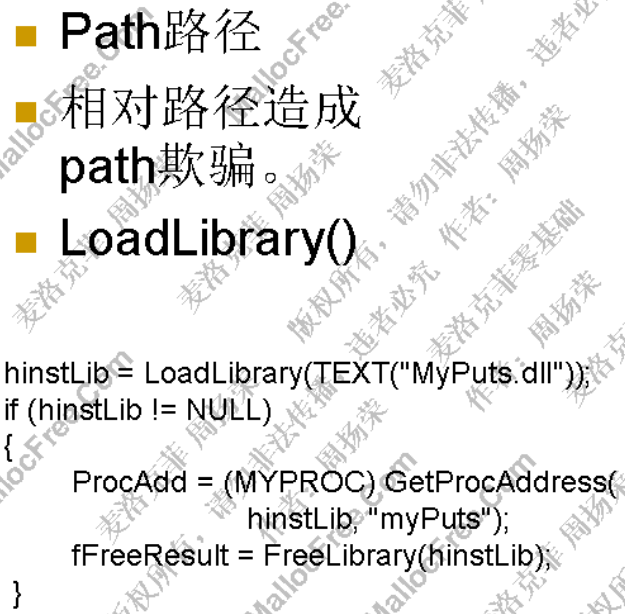 Path路径
相对路径造成
path欺骗。
LoadLibrary()
hinstLib = LoadLibrary(TEXT("MyPuts.dll"));
if (hinstLib != NULL)
{
ProcAdd = (MYPROC) GetProcAddress(
hinstLib, "myPuts");
fFreeResult = FreeLibrary(hinstLib);
}
麦洛克菲 周扬荣
版权所有,请勿非法传播,违者必究
作者:周扬荣
麦洛克菲零基础
MallocFree.Com